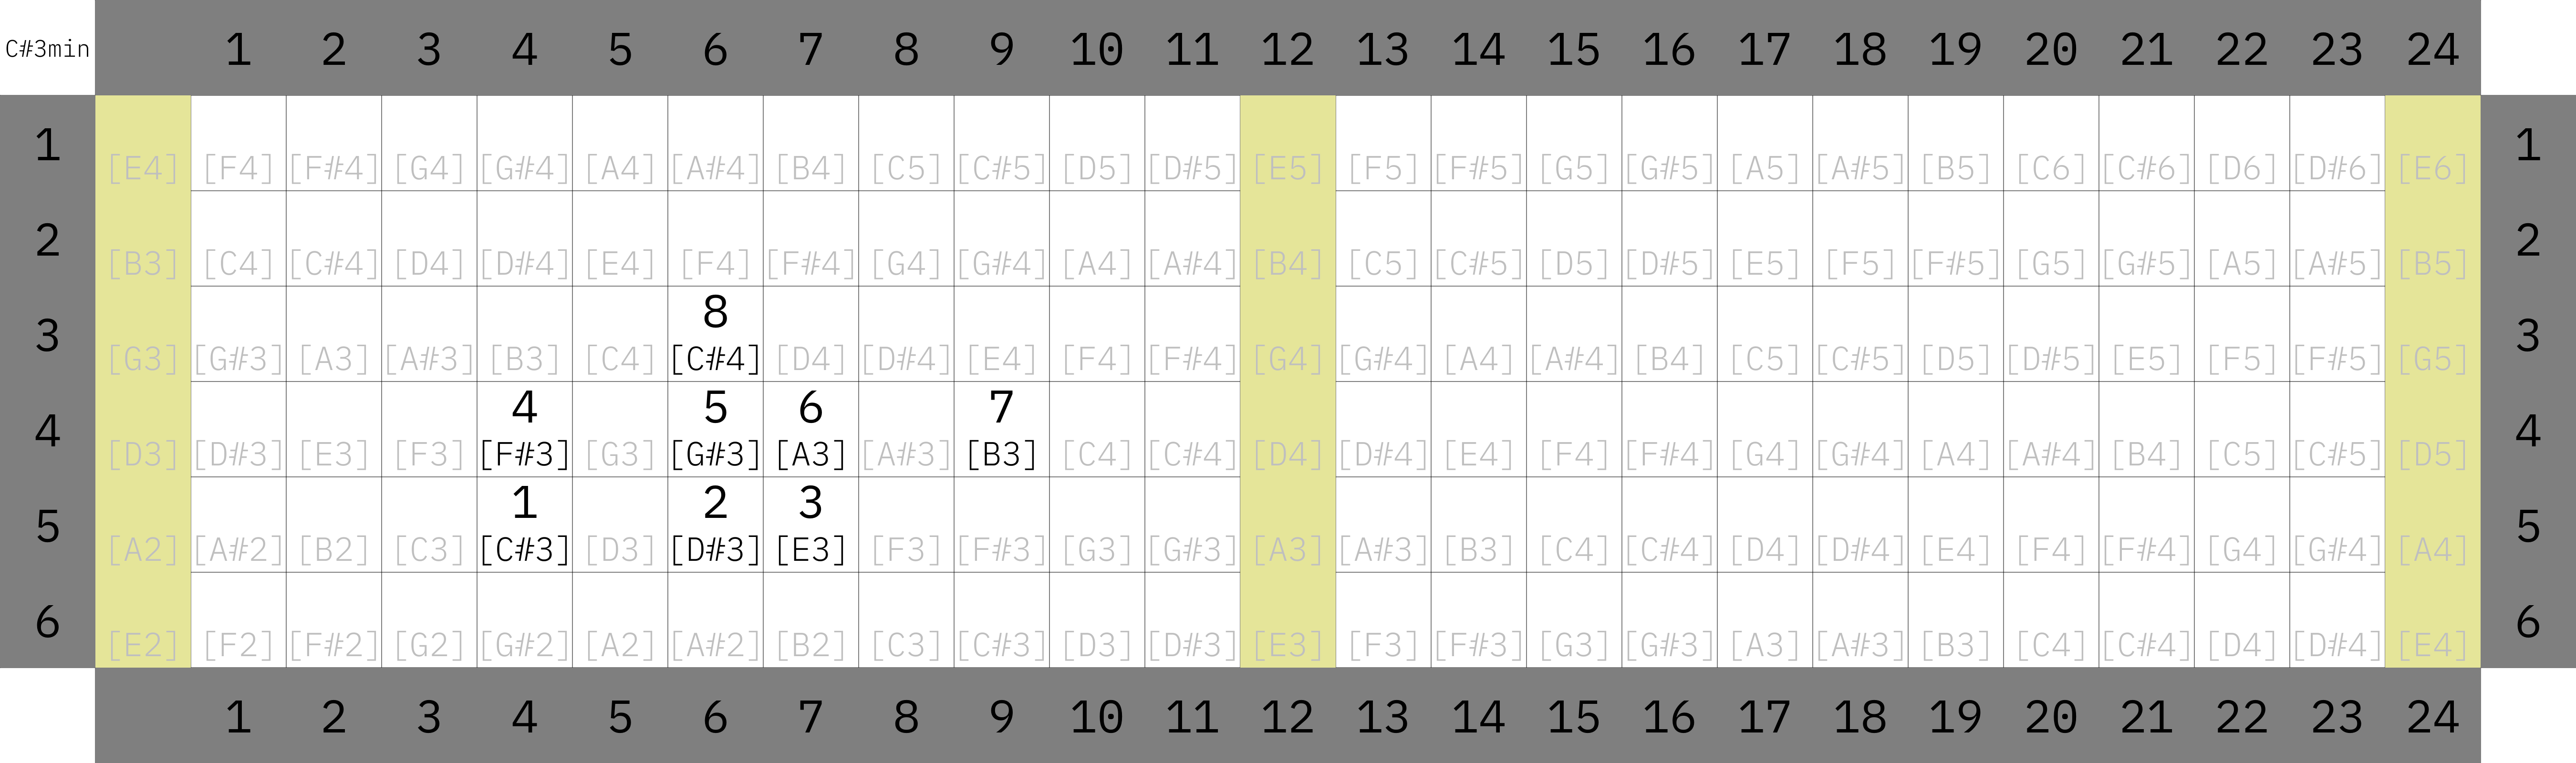 C#3min 1 2 3 4 5 6 7 8 9 10 11 12 13 14 15 16 17 18 19 20 21 22 23 24
1 [E4] [F4] [F#4] [G4] [G#4] [A4] [A#4] [B4] [C5] [C#5] [D5] [D#5] [E5] [F5] [F#5] [G5] [G#5] [A5] [A#5] [B5] [C6] [C#6] [D6] [D#6] [E6] 1
2 [B3] [C4] [C#4] [D4] [D#4] [E4] [F4] [F#4] [G4] [G#4] [A4] [A#4] [B4] [C5] [C#5] [D5] [D#5] [E5] [F5] [F#5] [G5] [G#5] [A5] [A#5] [B5] 2
8
3 [G3] [G#3] [A3] [A#3] [B3] [C4] [C#4] [D4] [D#4] [E4] [F4] [F#4] [G4] [G#4] [A4] [A#4] [B4] [C5] [C#5] [D5] [D#5] [E5] [F5] [F#5] [G5] 3
4 5 6 7
4 [D3] [D#3] [E3] [F3] [F#3] [G3] [G#3] [A3] [A#3] [B3] [C4] [C#4] [D4] [D#4] [E4] [F4] [F#4] [G4] [G#4] [A4] [A#4] [B4] [C5] [C#5] [D5] 4
1 2 3
5 [A2] [A#2] [B2] [C3] [C#3] [D3] [D#3] [E3] [F3] [F#3] [G3] [G#3] [A3] [A#3] [B3] [C4] [C#4] [D4] [D#4] [E4] [F4] [F#4] [G4] [G#4] [A4] 5
6 [E2] [F2] [F#2] [G2] [G#2] [A2] [A#2] [B2] [C3] [C#3] [D3] [D#3] [E3] [F3] [F#3] [G3] [G#3] [A3] [A#3] [B3] [C4] [C#4] [D4] [D#4] [E4] 6
1 2 3 4 5 6 7 8 9 10 11 12 13 14 15 16 17 18 19 20 21 22 23 24